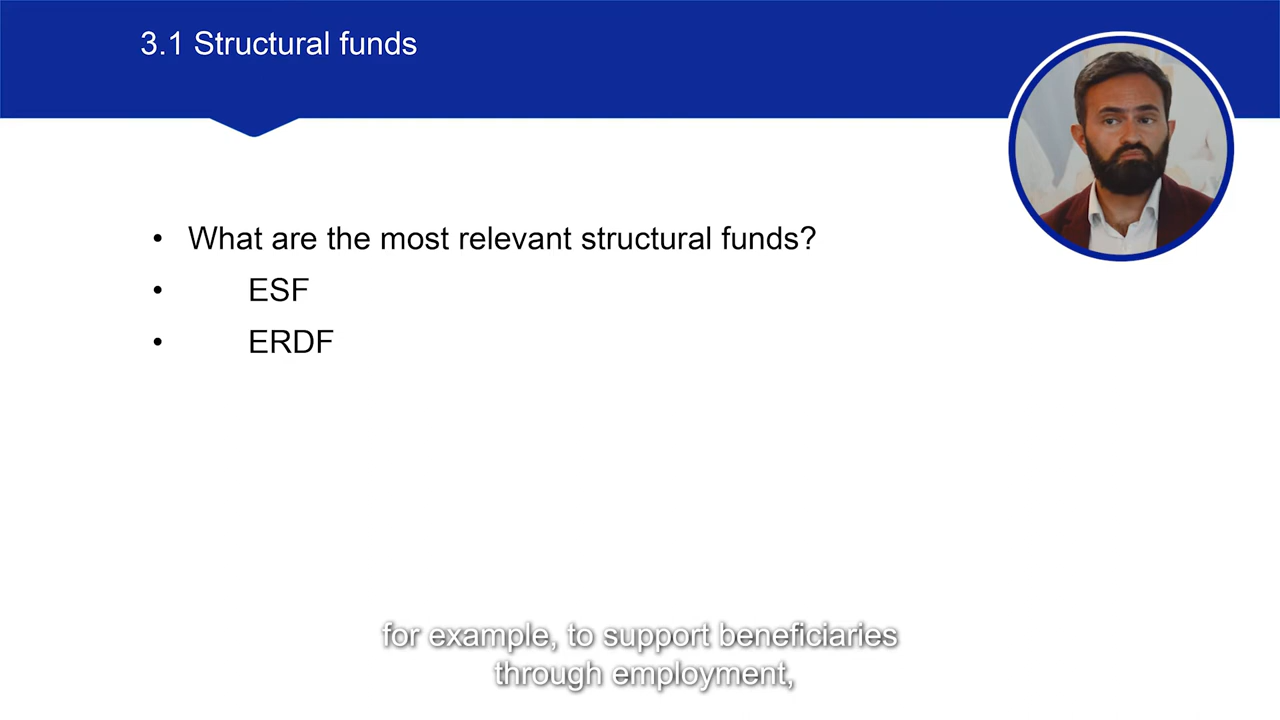 3.1 Structural funds
• What are the most relevant structural funds?
• ESF
• ERDF
for example, to support beneficiaries
through employment,